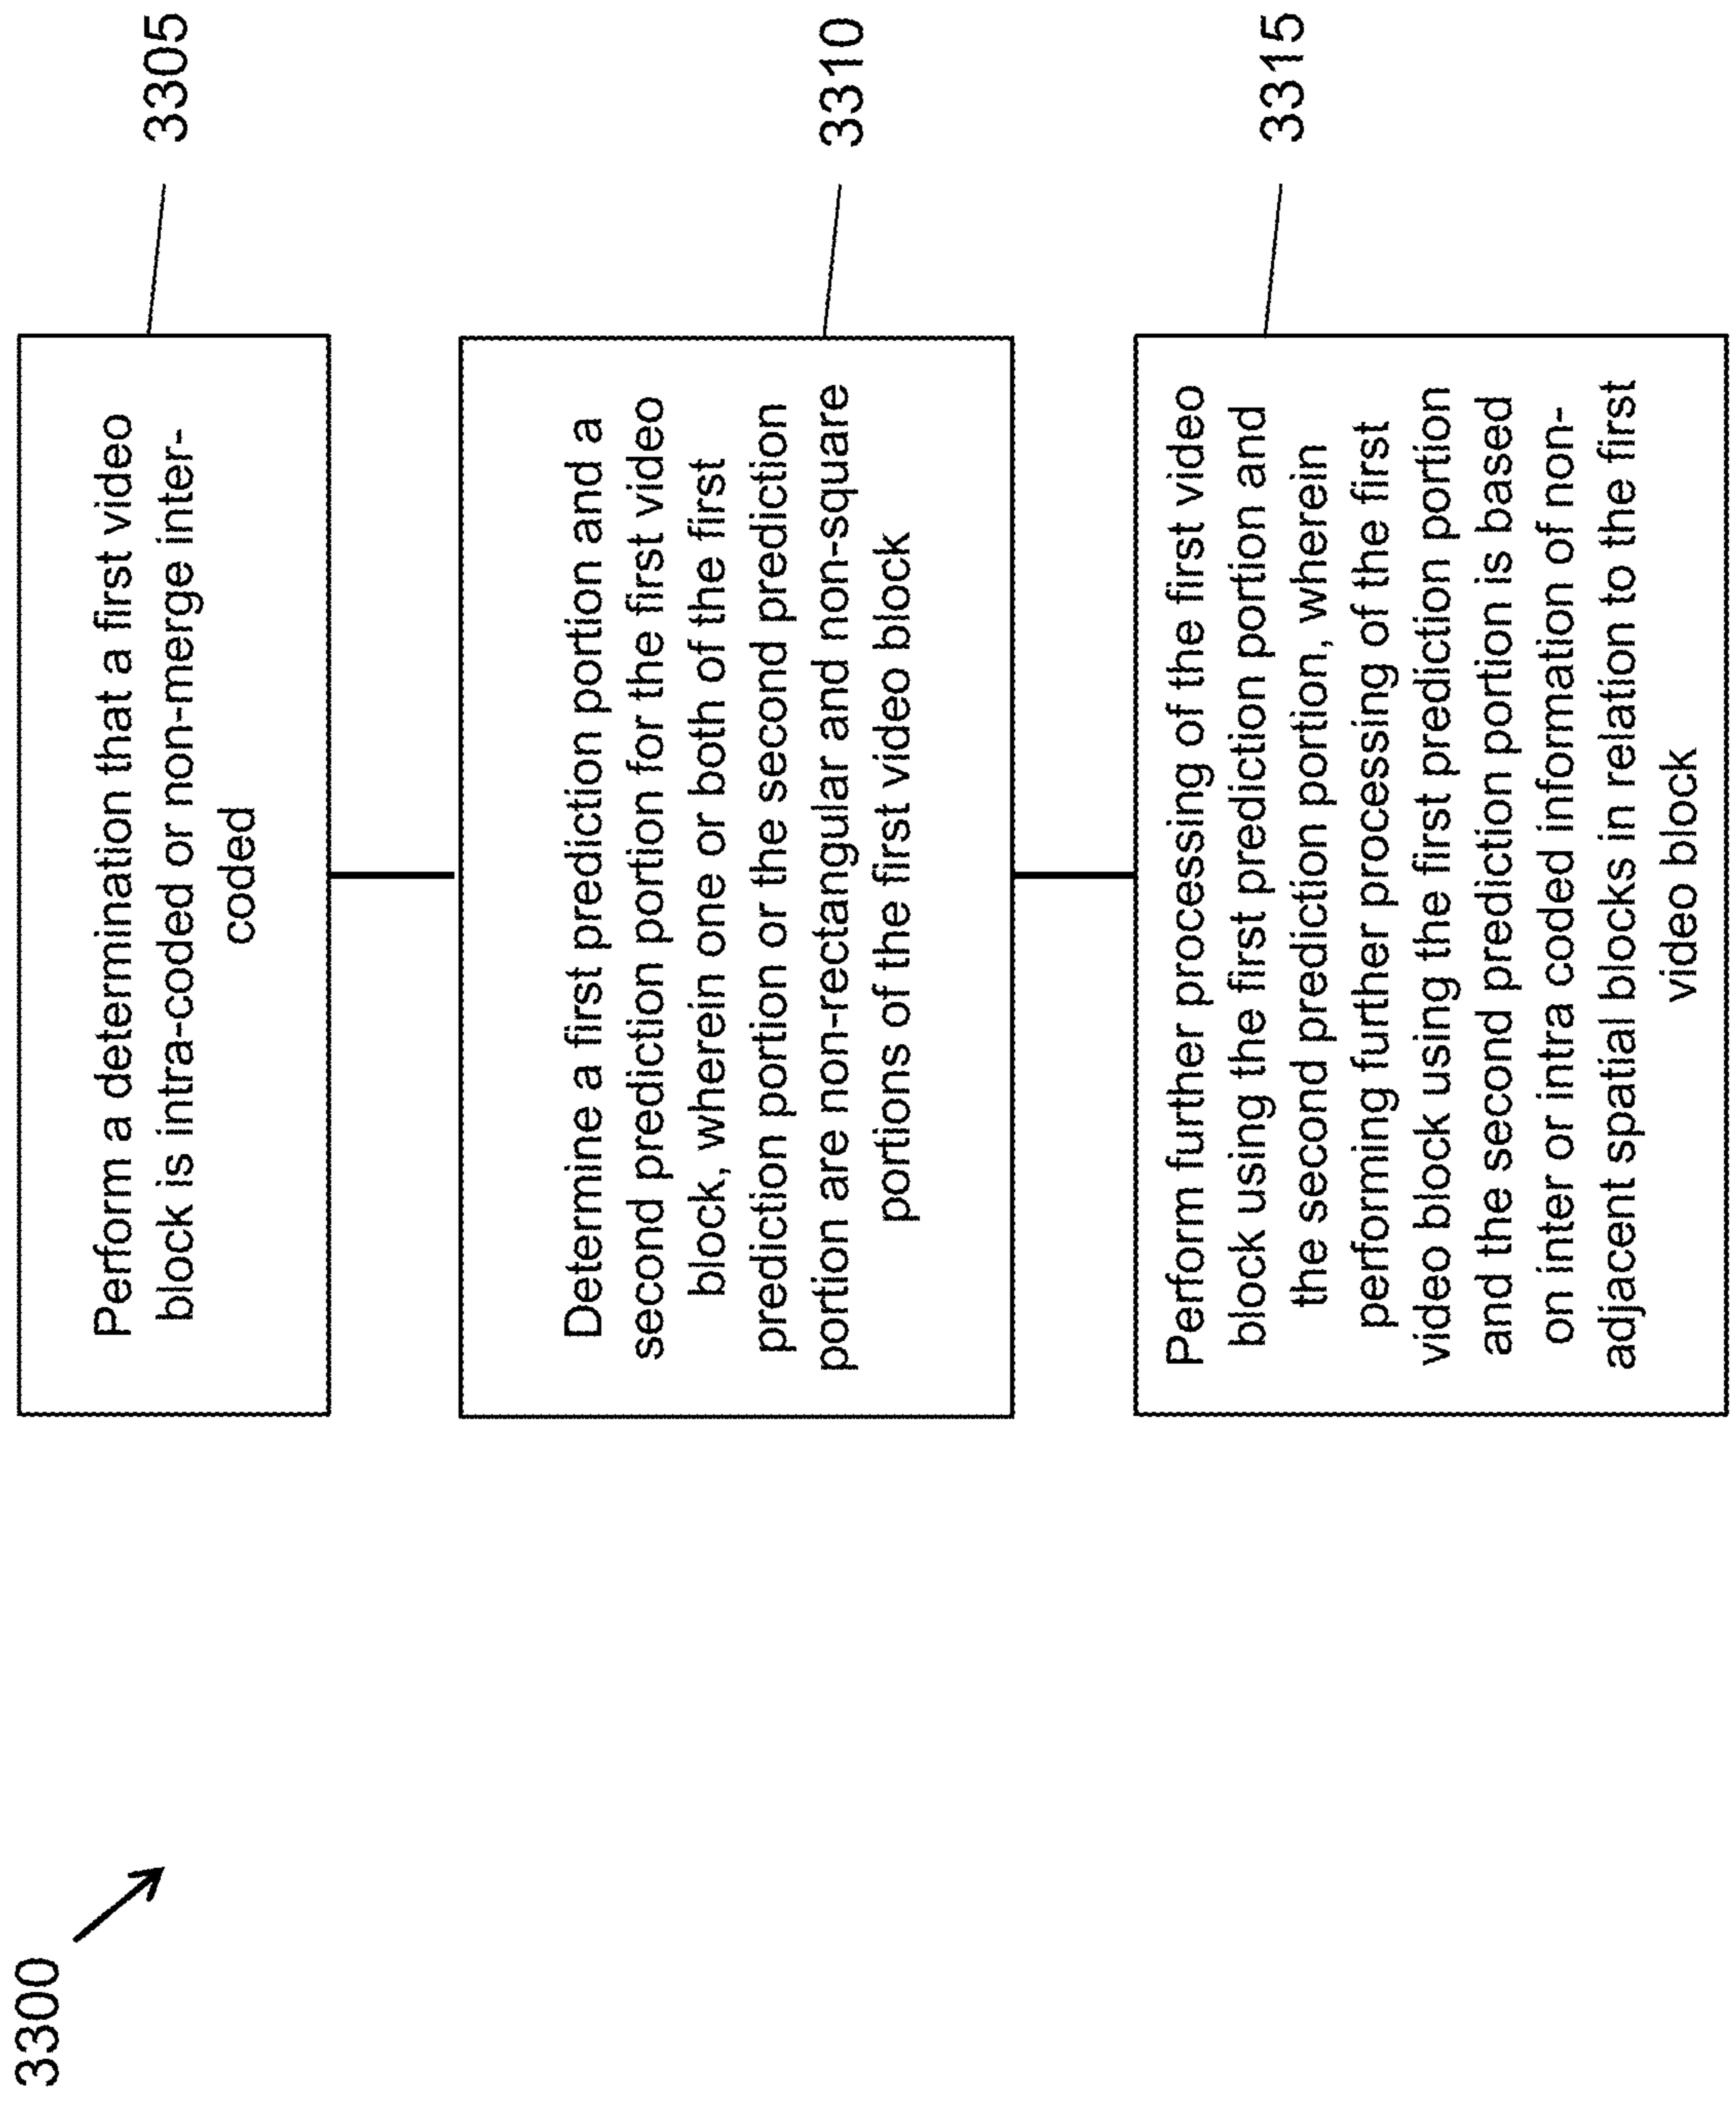 3300
Perform a determination that a first video
block is intra-coded or non-merge inter-
coded
3305
Determine a first prediction portion and a
second prediction portion for the first video
block, wherein one or both of the first
prediction portion or the second prediction
portion are non-rectangular and non-square
portions of the first video block
3310
Perform further processing of the first video
block using the first prediction portion and
the second prediction portion, wherein
performing further processing of the first
video block using the first prediction portion
and the second prediction portion is based
on inter or intra coded information of non-
adjacent spatial blocks in relation to the first
video block
3315